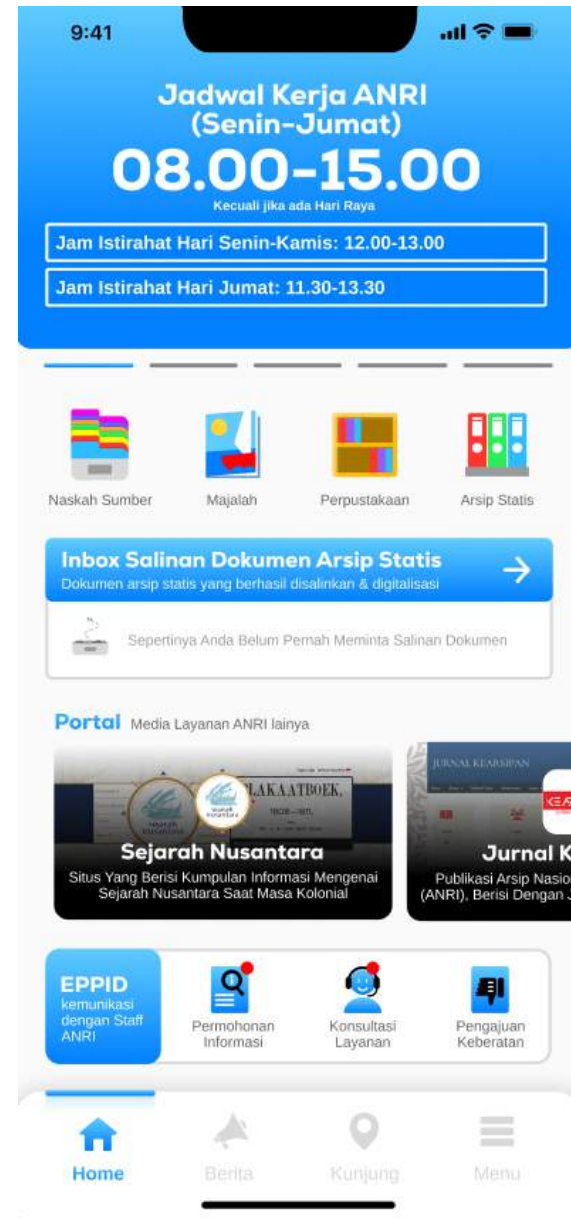 9:41
Jadwal Kerja ANRI
(Senin-Jumat)
08.00-15.00
Kecuali jika ada Hari Raya
Jam Istirahat Hari Senin-Kamis: 12.00-13.00
Jam Istirahat Hari Jumat: 11.30-13.30
Naskah Sumber
Majalah
Perpustakaan
Arsip Statis
Inbox Salinan Dokumen Arsip Statis
Dokumen arsip statis yang berhasil disalinkan & digitalisasi
Sepertinya Anda Belum Pernah Meminta Salinan Dokumen
Portal Media Layanan ANRI lainya
LAKAATBOEK,
JURNAL KEARSIPAN
Sejarah Nusantara
Situs Yang Berisi Kumpulan Informasi Mengenai
Sejarah Nusantara Saat Masa Kolonial
Jurnal K
Publikasi Arsip Nasio
(ANRI), Berisi Dengan J
EPPID
kemunikasi
dengan Staff
ANRI
Permohonan
Informasi
Konsultasi
Layanan
Pengajuan
Keberatan
Home
Berita
Kunjung
Menu